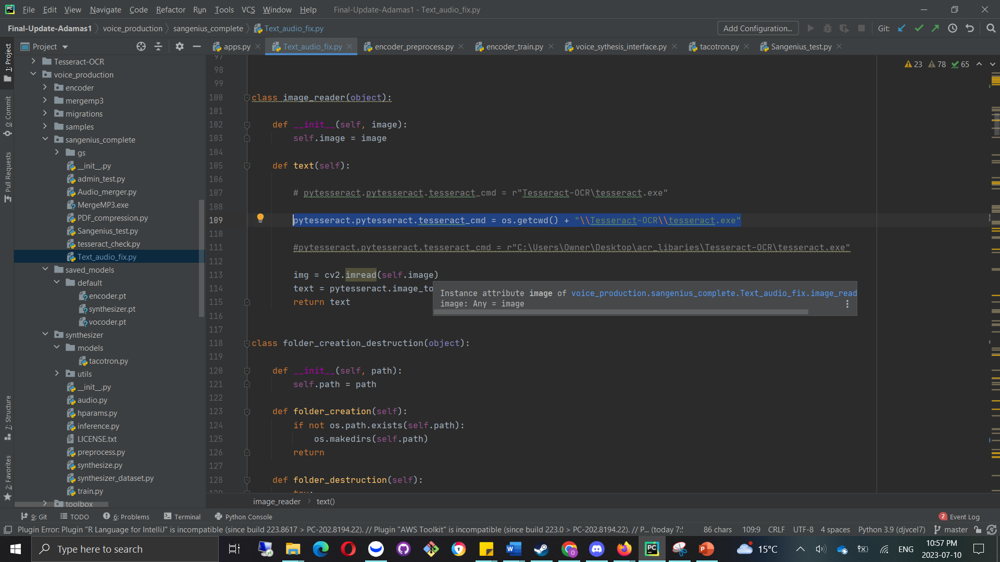 File Edit View Navigate Code Refactor Run Tools VCS Window Help Final-Update-Adamas1 - Text_audio_fix.py
Final-Update-Adamas1 voice_production sangenius_complete Text_audio_fix.py Add Configuration... Git:
Project
apps.py Text_audio_fix.py encoder_preprocess.py encoder_train.py voice_sythesis_interface.py tacotron.py Sangenius_test.py
1: Project
0: Commit
Pull Requests
7: Structure
2: Favorites
Tesseract-OCR
voice_production
encoder
mergemp3
migrations
samples
sangenius_complete
gs
__init__.py
admin_test.py
Audio_merger.py
MergeMP3.exe
PDF_compression.py
Sangenius_test.py
tesseract_check.py
Text_audio_fix.py
saved_models
default
encoder.pt
synthesizer.pt
vocoder.pt
synthesizer
models
tacotron.py
utils
__init__.py
audio.py
hparams.py
inference.py
LICENSE.txt
preprocess.py
synthesize.py
synthesizer_dataset.py
train.py
toolbox
23 78 65
97
98
99
100 class image_reader(object):
101
102 def __init__(self, image):
103 self.image = image
104
105 def text(self):
106
107 # pytesseract.pytesseract.tesseract_cmd = r"Tesseract-OCR\tesseract.exe"
108
109 pytesseract.pytesseract.tesseract_cmd = os.getcwd() + "\\Tesseract-OCR\\tesseract.exe"
110
111 #pytesseract.pytesseract.tesseract_cmd = r"C:\Users\Owner\Desktop\acr_libaries\Tesseract-OCR\tesseract.exe"
112
113 img = cv2.imread(self.image)
114 text = pytesseract.image_to
115 return text
116
117
118 class folder_creation_destruction(object):
119
120 def __init__(self, path):
121 self.path = path
122
123 def folder_creation(self):
124 if not os.path.exists(self.path):
125 os.makedirs(self.path)
126 return
127
128 def folder_destruction(self):
129 try:
Instance attribute image of voice_production.sangenius_complete.Text_audio_fix.image_read
image: Any = image
image_reader text()
9: Git TODO 6: Problems Terminal Python Console 2 Event Log
Plugin Error: Plugin "R Language for IntelliJ" is incompatible (since build 223.8617 > PC-202.8194.22). // Plugin "AWS Toolkit" is incompatible (since build 223.0 > PC-202.8194.22). // P... (today 7:5 86 chars 109:9 CRLF UTF-8 4 spaces Python 3.9 (djvcel7) master
Type here to search 15°C ENG 10:57 PM
2023-07-10